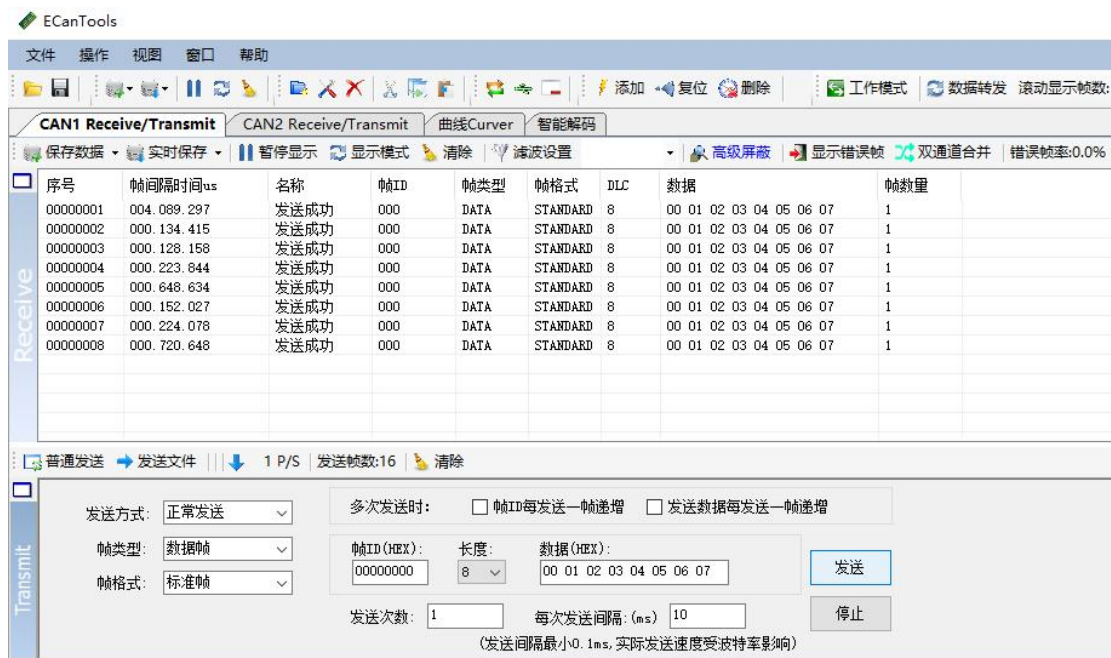 ECanTools
文件 操作 视图 窗口 帮助
添加 复位 删除 工作模式 数据转发 滚动显示帧数:
CAN1 Receive/Transmit CAN2 Receive/Transmit 曲线Curver 智能解码
保存数据 实时保存 暂停显示 显示模式 清除 滤波设置 高级屏蔽 显示错误帧 双通道合并 错误帧率:0.0%
序号 帧间隔时间us 名称 帧ID 帧类型 帧格式 DLC 数据 帧数量
00000001 004.089.297 发送成功 000 DATA STANDARD 8 00 01 02 03 04 05 06 07 1
00000002 000.134.415 发送成功 000 DATA STANDARD 8 00 01 02 03 04 05 06 07 1
00000003 000.128.158 发送成功 000 DATA STANDARD 8 00 01 02 03 04 05 06 07 1
00000004 000.223.844 发送成功 000 DATA STANDARD 8 00 01 02 03 04 05 06 07 1
00000005 000.648.634 发送成功 000 DATA STANDARD 8 00 01 02 03 04 05 06 07 1
00000006 000.152.027 发送成功 000 DATA STANDARD 8 00 01 02 03 04 05 06 07 1
00000007 000.224.078 发送成功 000 DATA STANDARD 8 00 01 02 03 04 05 06 07 1
00000008 000.720.648 发送成功 000 DATA STANDARD 8 00 01 02 03 04 05 06 07 1
Receive
普通发送 发送文件 1 P/S 发送帧数:16 清除
发送方式: 正常发送 多次发送时: 帧ID每发送一帧递增 发送数据每发送一帧递增
帧类型: 数据帧 帧ID(HEX): 长度: 数据(HEX):
帧格式: 标准帧 00000000 8 00 01 02 03 04 05 06 07 发送
发送次数: 1 每次发送间隔:(ms) 10 停止
(发送间隔最小0.1ms,实际发送速度受波特率影响)
Transmit